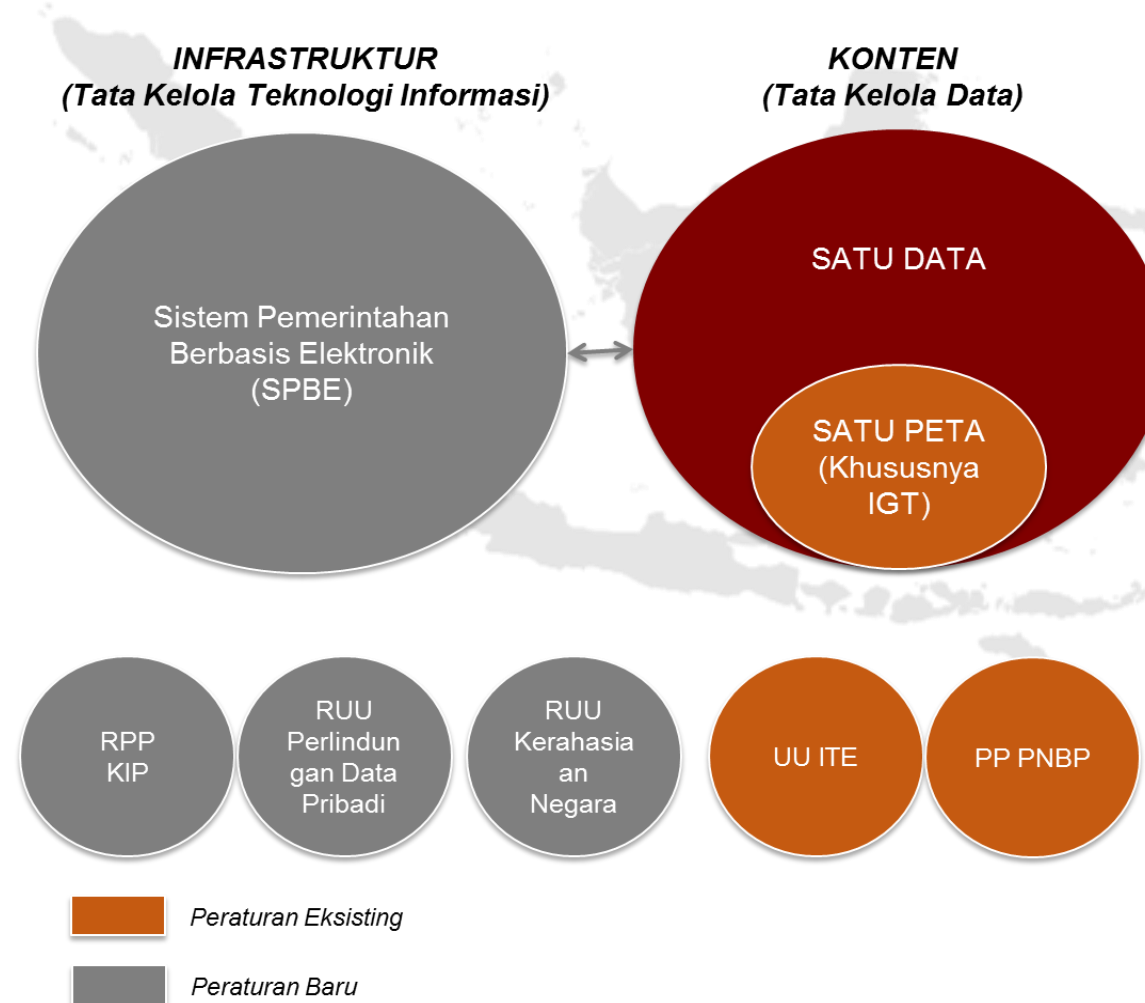 INFRASTRUKTUR
(Tata Kelola Teknologi Informasi)
KONTEN
(Tata Kelola Data)
Sistem Pemerintahan
Berbasis Elektronik
(SPBE)
SATU DATA
SATU PETA
(Khususnya
IGT)
RPP
KIP
RUU
Perlindun
gan Data
Pribadi
RUU
Kerahasia
an
Negara
UU ITE
PP PNBP
Peraturan Eksisting
Peraturan Baru